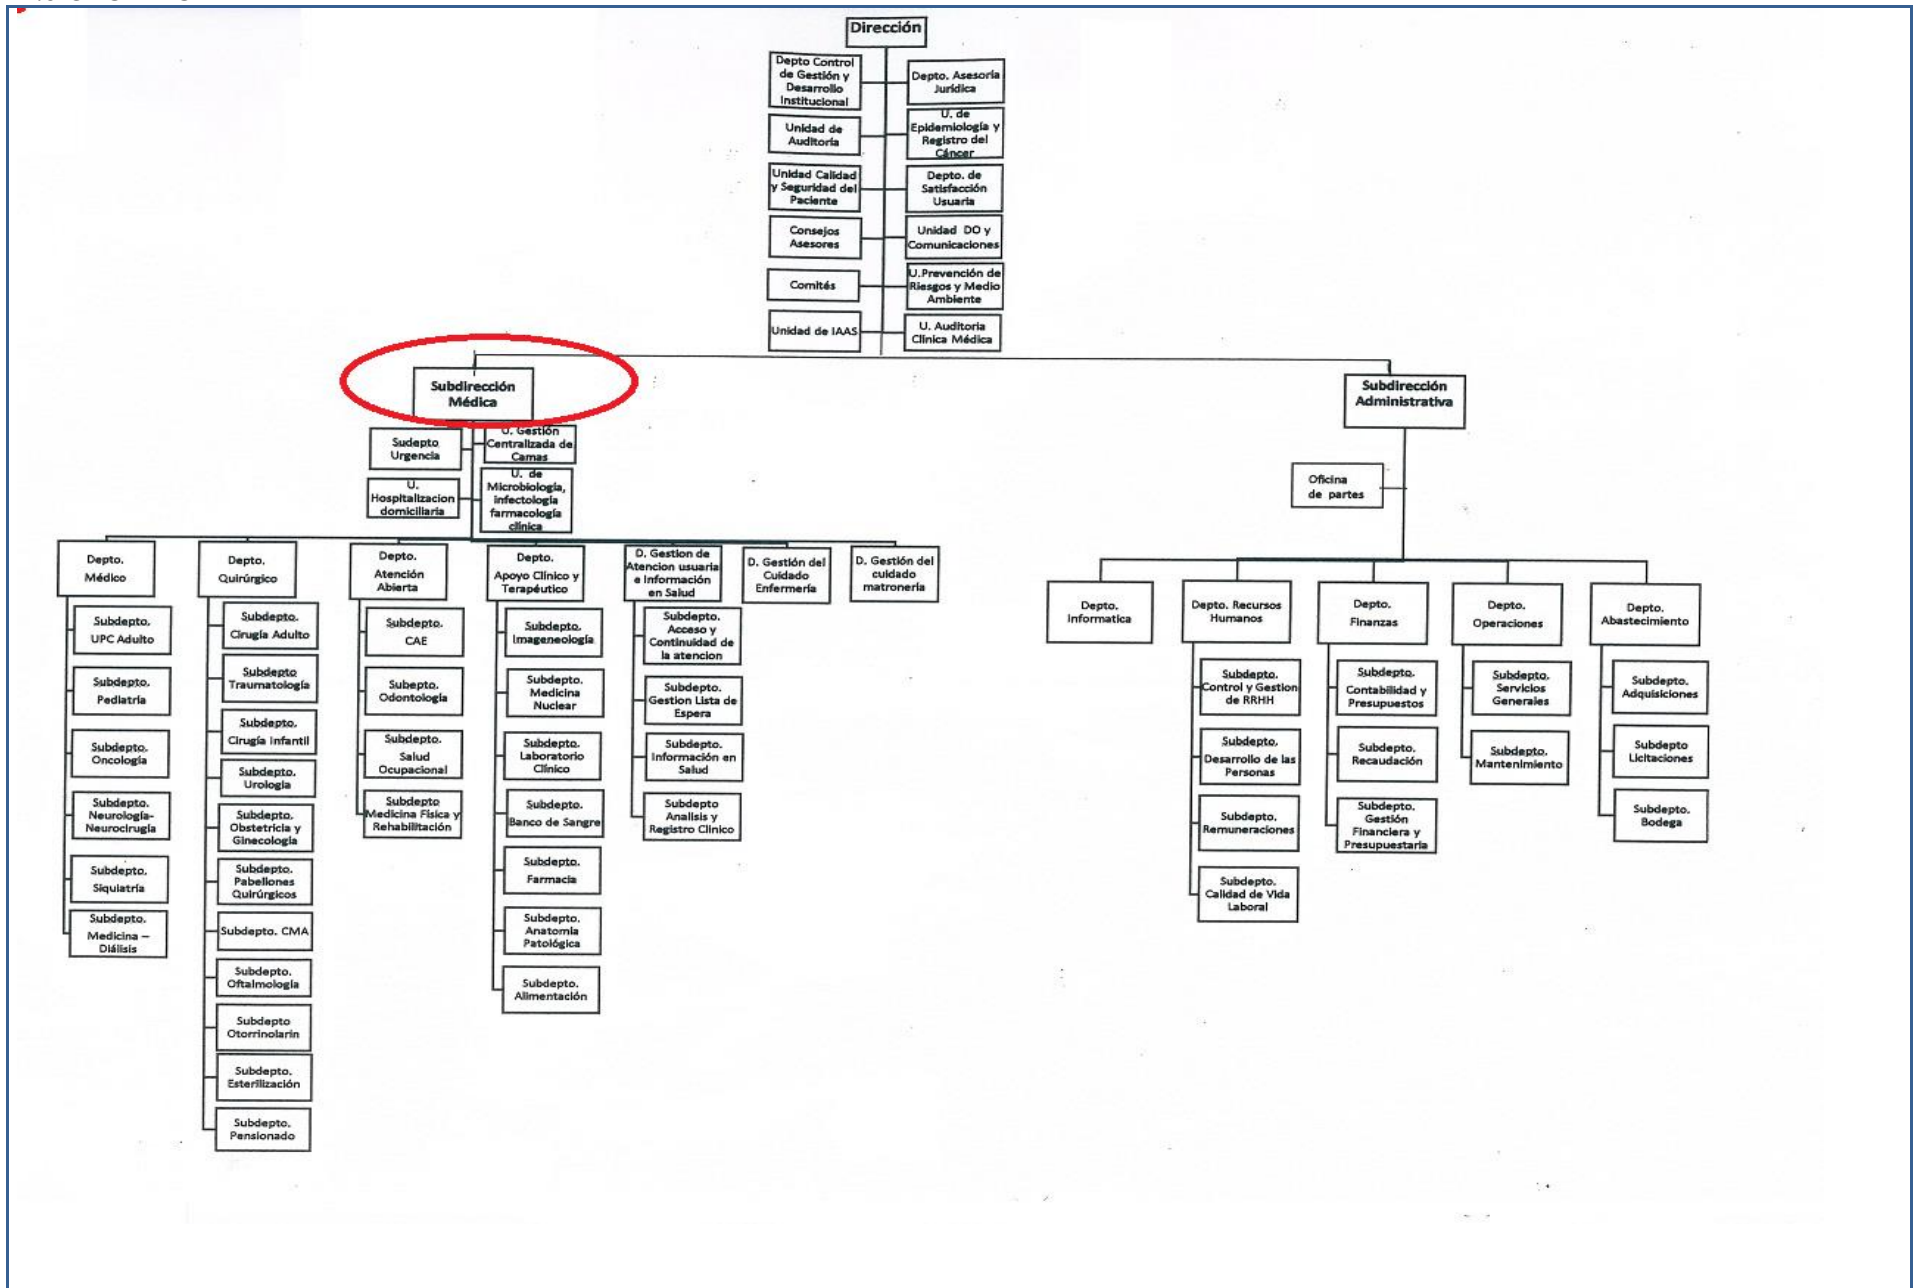 Dirección
Depto Control
de Gestión y
Desarrollo
Institucional
Depto. Asesoría
Jurídica
Unidad de
Auditoría
U. de
Epidemiología y
Registro del
Cáncer
Unidad Calidad
y Seguridad del
Paciente
Depto. de
Satisfacción
Usuaria
Consejos
Asesores
Unidad DO y
Comunicaciones
Comités
U.Prevención de
Riesgos y Medio
Ambiente
Unidad de IAAS
U. Auditoria
Clínica Médica
Subdirección
Médica
Subdirección
Administrativa
Sudepto
Urgencia
U. Gestión
Centralizada de
Camas
U.
Hospitalizacion
domiciliaria
U. de
Microbiología,
infectología
farmacología
clínica
Oficina
de partes
Depto.
Médico
Subdepto.
UPC Adulto
Subdepto.
Pediatría
Subdepto.
Oncología
Subdepto.
Neurología-
Neurocirugía
Subdepto.
Siquiatría
Subdepto.
Medicina –
Diálisis
Depto.
Quirúrgico
Subdepto.
Cirugía Adulto
Subdepto
Traumatología
Subdepto.
Cirugía Infantil
Subdepto.
Urología
Subdepto.
Obstetricia y
Ginecología
Subdepto.
Pabellones
Quirúrgicos
Subdepto. CMA
Subdepto.
Oftalmología
Subdepto
Otorrinolarin
Subdepto.
Esterilización
Subdepto.
Pensionado
Depto.
Atención
Abierta
Subdepto.
CAE
Subepto.
Odontología
Subdepto.
Salud
Ocupacional
Subdepto
Medicina Física y
Rehabilitación
Depto.
Apoyo Clínico y
Terapéutico
Subdepto.
Imageneología
Subdepto.
Medicina
Nuclear
Subdepto.
Laboratorio
Clínico
Subdepto.
Banco de Sangre
Subdepto.
Farmacia
Subdepto.
Anatomía
Patológica
Subdepto.
Alimentación
D. Gestion de
Atencion usuaria
e Información
en Salud
Subdepto.
Acceso y
Continuidad de
la atencion
Subdepto.
Gestion Lista de
Espera
Subdepto.
Información en
Salud
Subdepto
Analisis y
Registro Clinico
D. Gestión del
Cuidado
Enfermería
D. Gestión del
cuidado
matronería
Depto.
Informatica
Depto. Recursos
Humanos
Subdepto.
Control y Gestion
de RRHH
Subdepto.
Desarrollo de las
Personas
Subdepto.
Remuneraciones
Subdepto.
Calidad de Vida
Laboral
Depto.
Finanzas
Subdepto.
Contabilidad y
Presupuestos
Subdepto.
Recaudación
Subdepto.
Gestión
Financiera y
Presupuestaria
Depto.
Operaciones
Subdepto.
Servicios
Generales
Subdepto.
Mantenimiento
Depto.
Abastecimiento
Subdepto.
Adquisiciones
Subdepto
Licitaciones
Subdepto.
Bodega